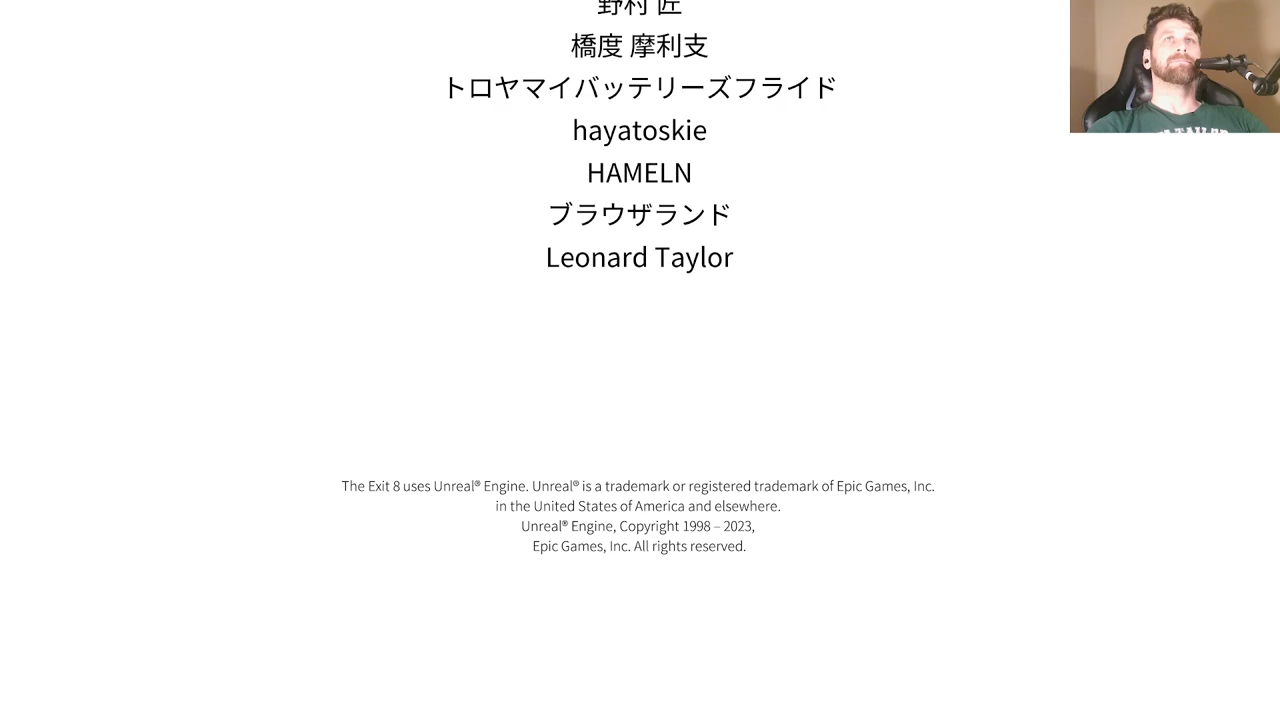 野村 匠
橋度 摩利支
トロヤマイバッテリーズフライド
hayatoskie
HAMELN
ブラウザランド
Leonard Taylor
The Exit 8 uses Unreal® Engine. Unreal® is a trademark or registered trademark of Epic Games, Inc.
in the United States of America and elsewhere.
Unreal® Engine, Copyright 1998 – 2023,
Epic Games, Inc. All rights reserved.